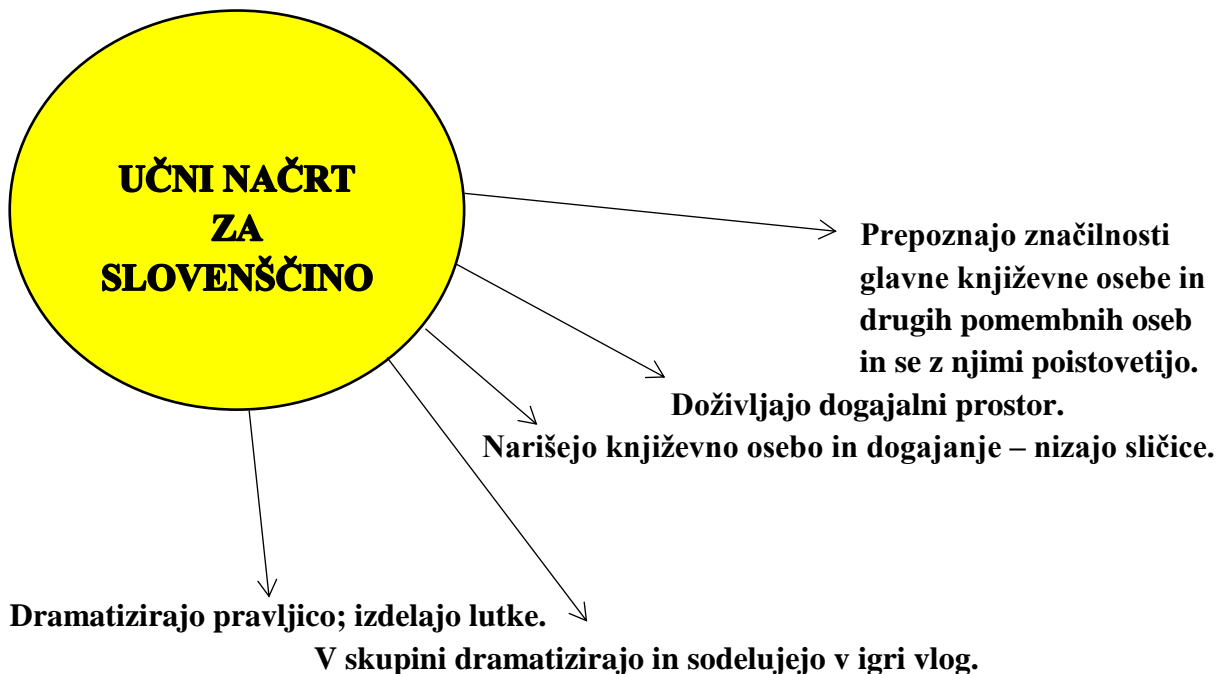 UČNI NAČRT
ZA
SLOVENŠČINO
Prepoznajo značilnosti
glavne književne osebe in
drugih pomembnih oseb
in se z njimi poistovetijo.
Doživljajo dogajalni prostor.
Narišejo književno osebo in dogajanje – nizajo sličice.
Dramatizirajo pravljico; izdelajo lutke.
V skupini dramatizirajo in sodelujejo v igri vlog.